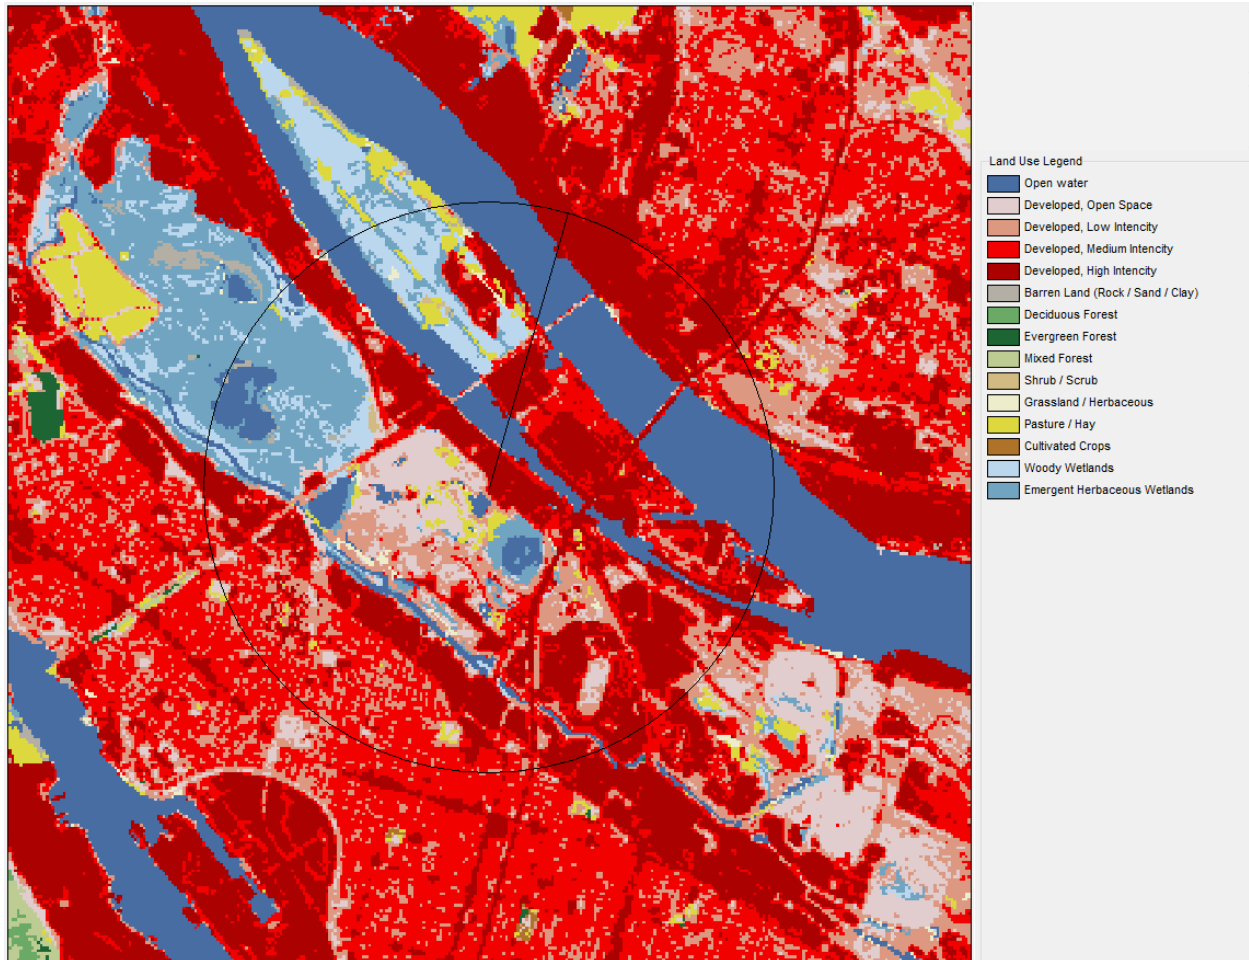 Land Use Legend
Open water
Developed, Open Space
Developed, Low Intencity
Developed, Medium Intencity
Developed, High Intencity
Barren Land (Rock / Sand / Clay)
Deciduous Forest
Evergreen Forest
Mixed Forest
Shrub / Scrub
Grassland / Herbaceous
Pasture / Hay
Cultivated Crops
Woody Wetlands
Emergent Herbaceous Wetlands